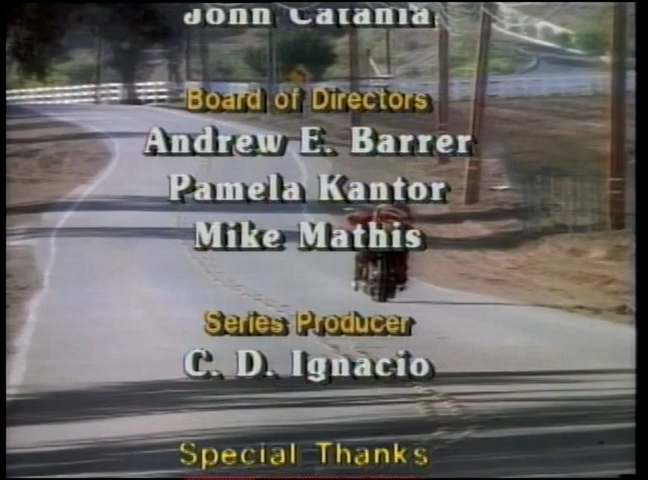 John Catania
Board of Directors
Andrew E. Barrer
Pamela Kantor
Mike Mathis
Series Producer
C. D. Ignacio
Special Thanks